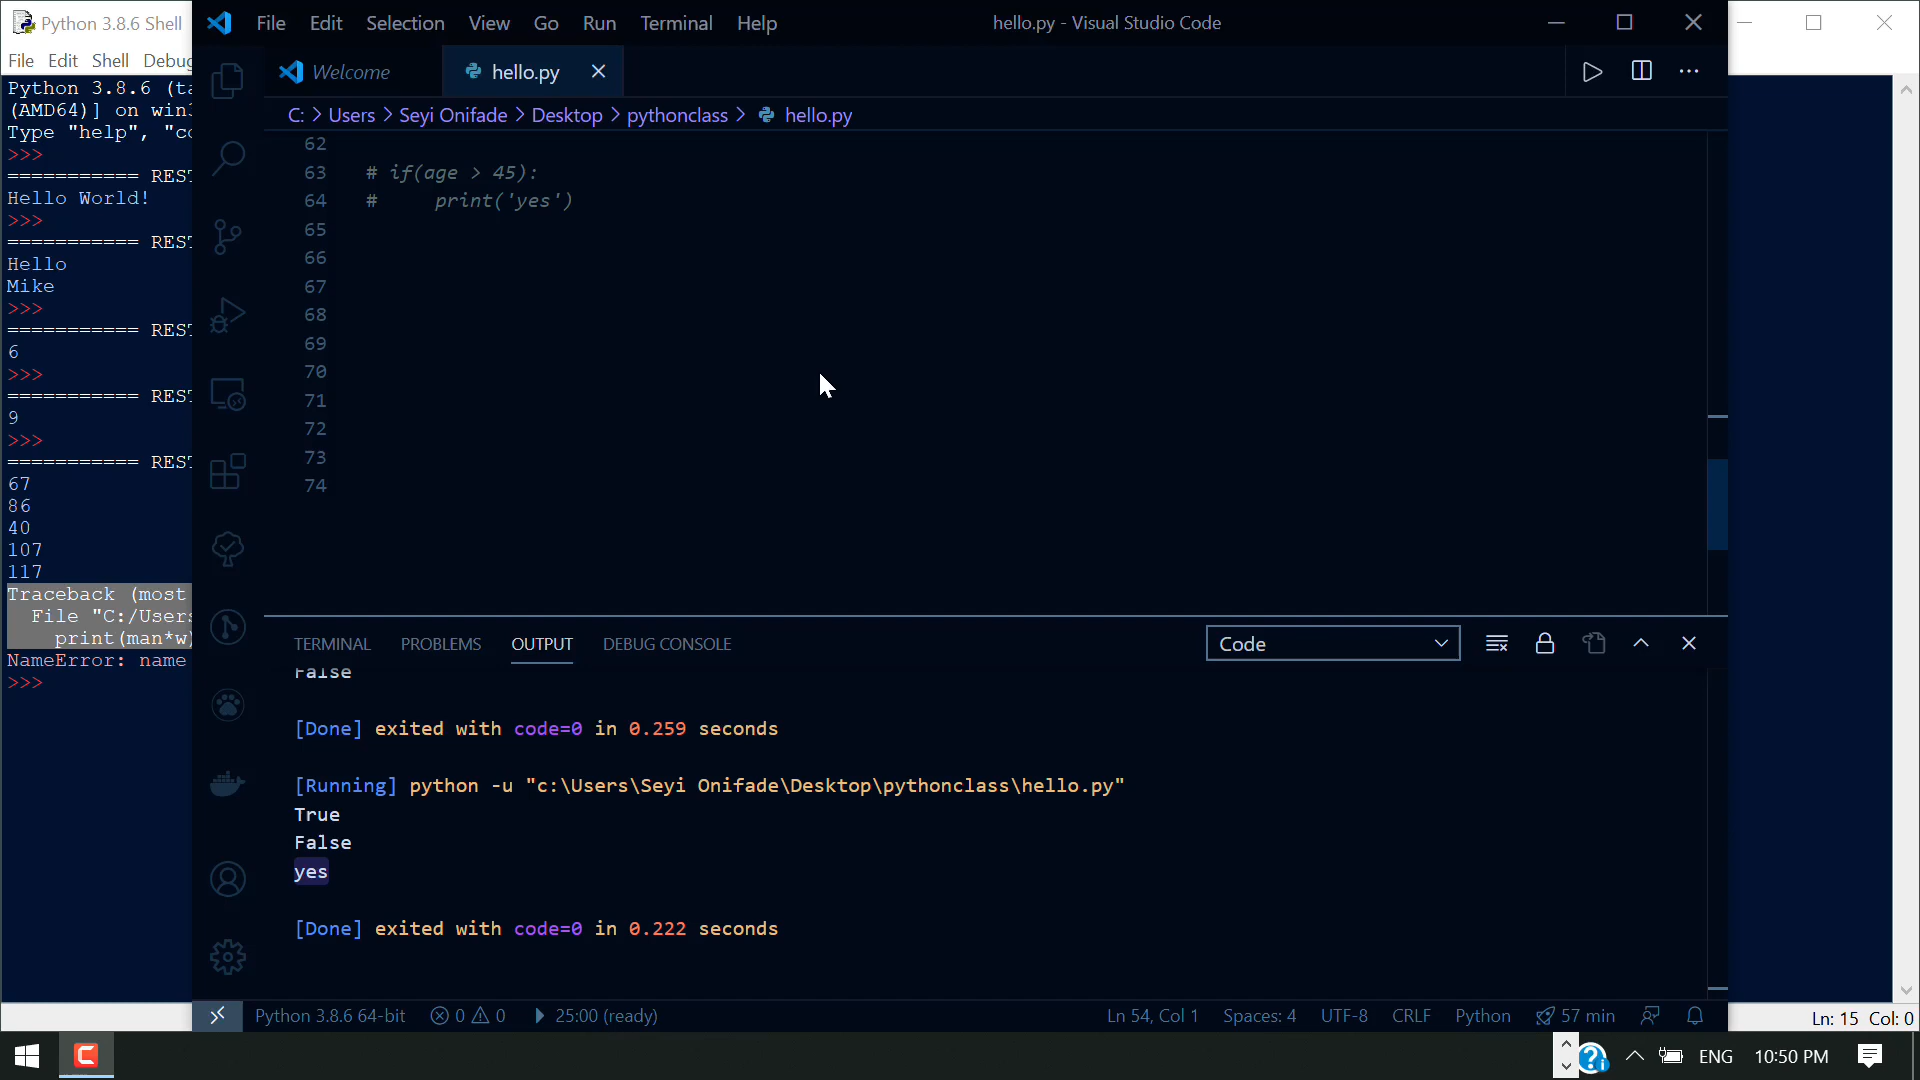 Python 3.8.6 Shell
File Edit Shell Debug
Python 3.8.6
(AMD64)] on
Type "help",
>>>
===========
Hello World!
>>>
===========
Hello
Mike
>>>
===========
6
>>>
===========
9
>>>
===========
67
86
40
107
117
Traceback (most
File "C:/Users
print(man*w)
NameError: name
>>>
File Edit Selection View Go Run Terminal Help
hello.py - Visual Studio Code
Welcome
hello.py
C: > Users > Seyi Onifade > Desktop > pythonclass > hello.py
62
63 # if(age > 45):
64 #     print('yes')
65
66
67
68
69
70
71
72
73
74
TERMINAL PROBLEMS OUTPUT DEBUG CONSOLE
Code
False
[Done] exited with code=0 in 0.259 seconds
[Running] python -u "c:\Users\Seyi Onifade\Desktop\pythonclass\hello.py"
True
False
yes
[Done] exited with code=0 in 0.222 seconds
Python 3.8.6 64-bit 0 0 25:00 (ready)
Ln 54, Col 1 Spaces: 4 UTF-8 CRLF Python 57 min
Ln: 15 Col: 0
ENG 10:50 PM